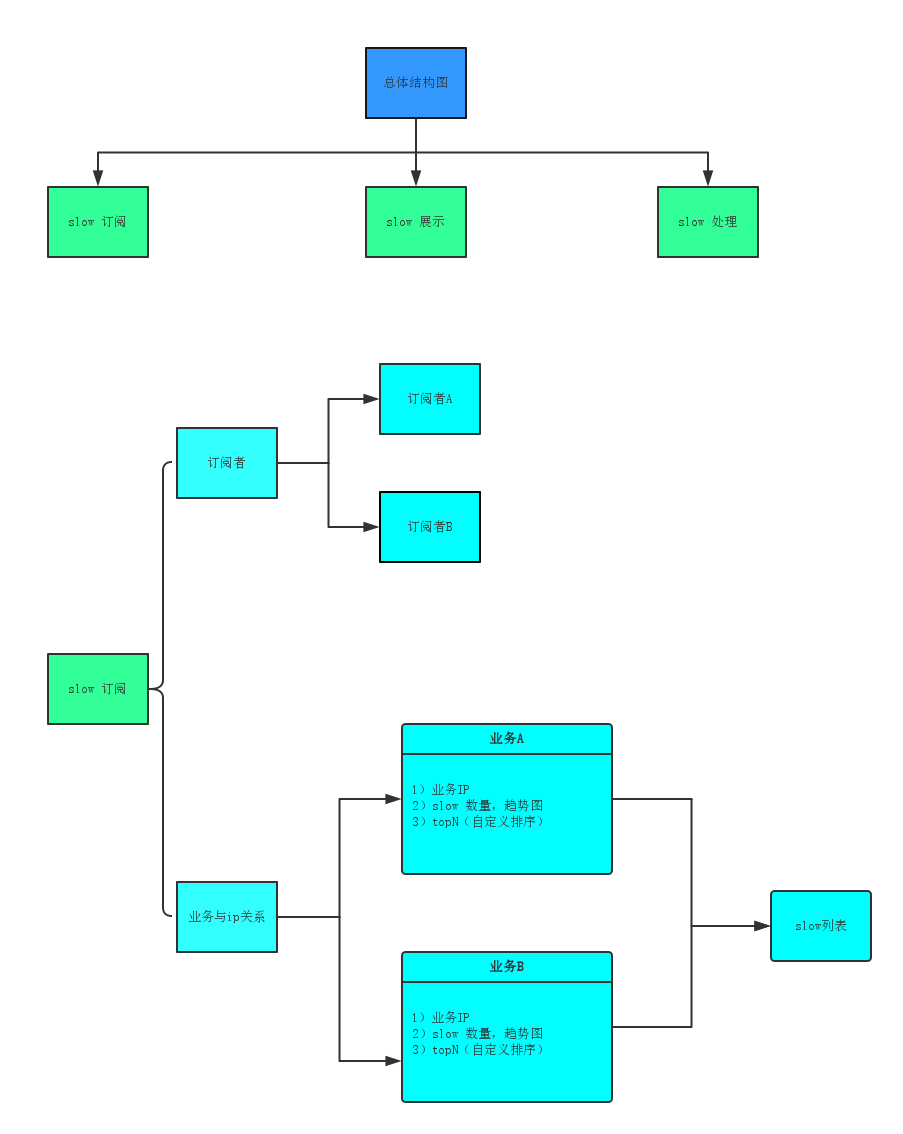 总体结构图
slow 订阅
slow 展示
slow 处理
订阅者A
订阅者
订阅者B
slow 订阅
业务A
1）业务IP
2）slow 数量，趋势图
3）topN（自定义排序）
业务与ip关系
slow列表
业务B
1）业务IP
2）slow 数量，趋势图
3）topN（自定义排序）